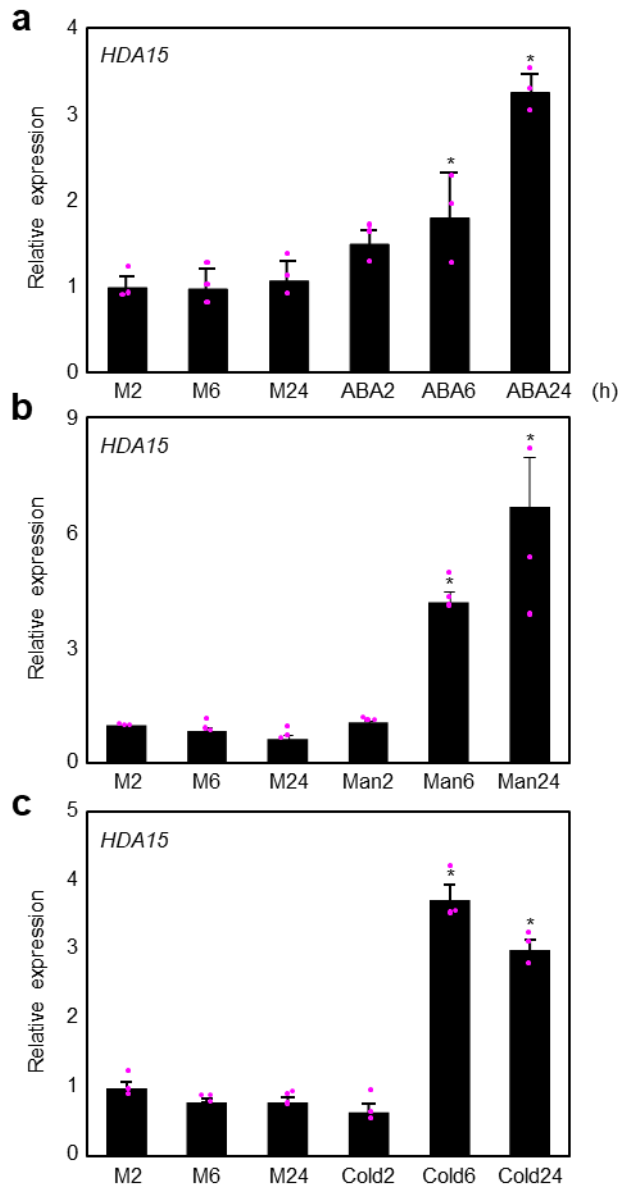 a
HDA15
Relative expression
4
3
2
1
0
*
*
M2 M6 M24 ABA2 ABA6 ABA24 (h)
b
HDA15
Relative expression
9
6
3
0
*
*
M2 M6 M24 Man2 Man6 Man24
c
HDA15
Relative expression
5
4
3
2
1
0
*
*
M2 M6 M24 Cold2 Cold6 Cold24